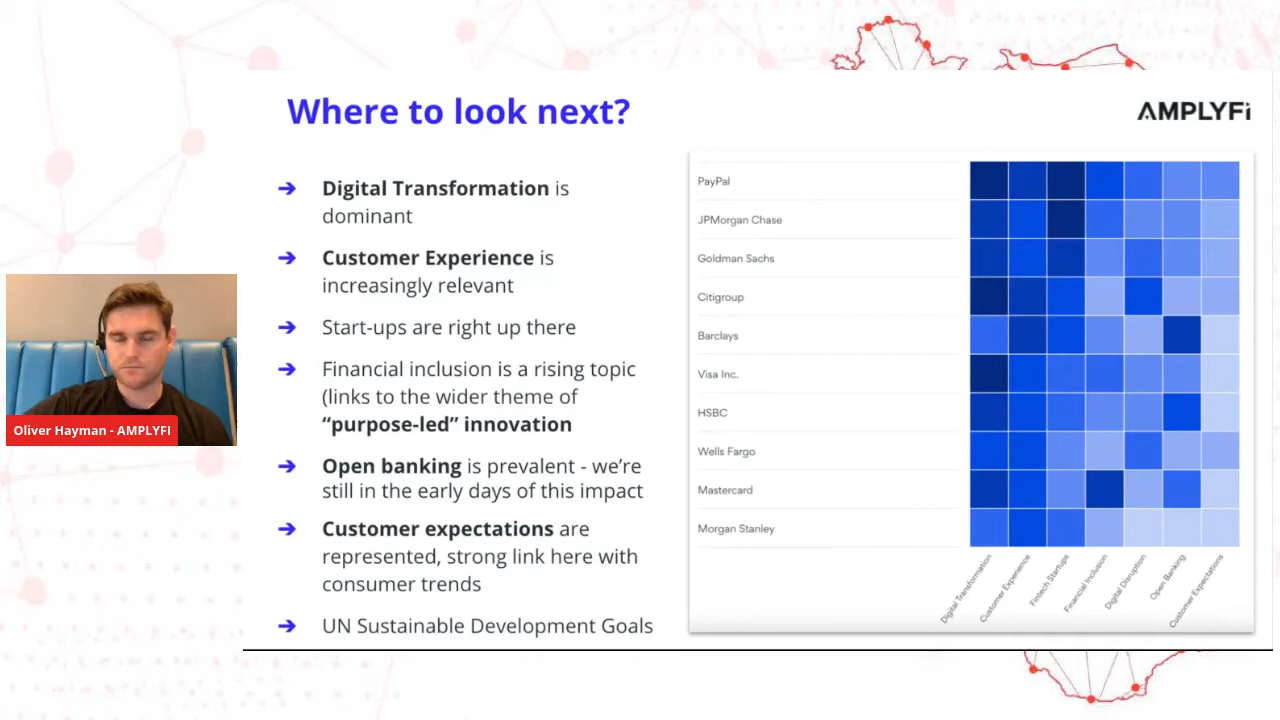 Where to look next?
AMPLYFi
➔ Digital Transformation is
dominant
➔ Customer Experience is
increasingly relevant
➔ Start-ups are right up there
➔ Financial inclusion is a rising topic
(links to the wider theme of
“purpose-led” innovation
➔ Open banking is prevalent - we’re
still in the early days of this impact
➔ Customer expectations are
represented, strong link here with
consumer trends
➔ UN Sustainable Development Goals
PayPal
JPMorgan Chase
Goldman Sachs
Citigroup
Barclays
Visa Inc.
HSBC
Wells Fargo
Mastercard
Morgan Stanley
Digital Transformation
Customer Experience
Fintech Startups
Financial Inclusion
Digital Disruption
Open Banking
Customer Expectations
Oliver Hayman - AMPLYFI